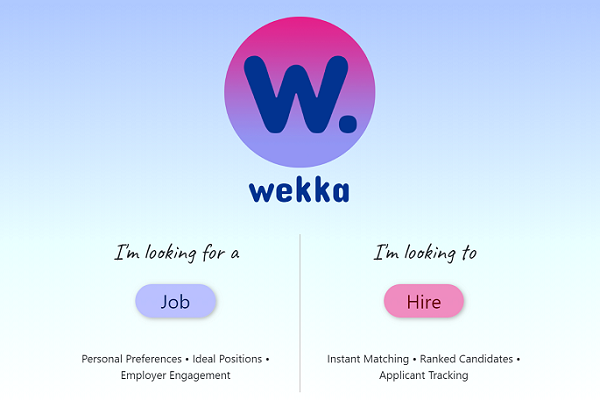 W.
wekka
I'm looking for a
Job
Personal Preferences • Ideal Positions •
Employer Engagement
I'm looking to
Hire
Instant Matching • Ranked Candidates •
Applicant Tracking